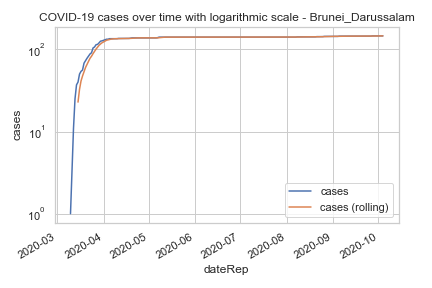 COVID-19 cases over time with logarithmic scale - Brunei_Darussalam
10²
10¹
10⁰
cases
cases
cases (rolling)
2020-03
2020-04
2020-05
2020-06
2020-07
2020-08
2020-09
2020-10
dateRep